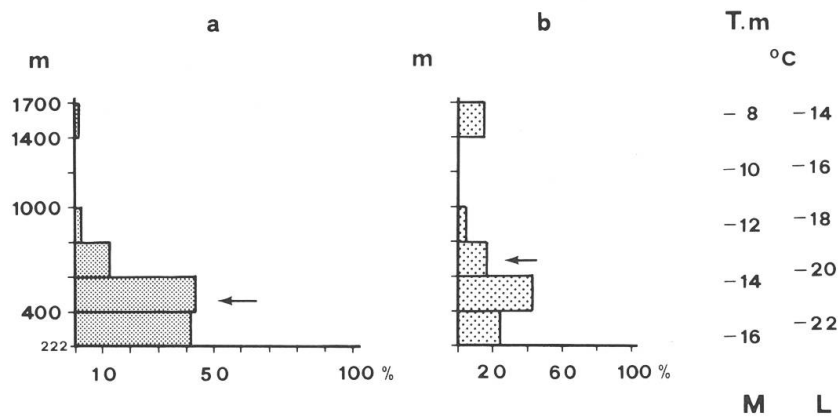 a b T.m
m m °C
1700
1400
1000
400
222
10 50 100 %
20 60 100 %
– 8 – 14
– 10 – 16
– 12 – 18
– 14 – 20
– 16 – 22
M L